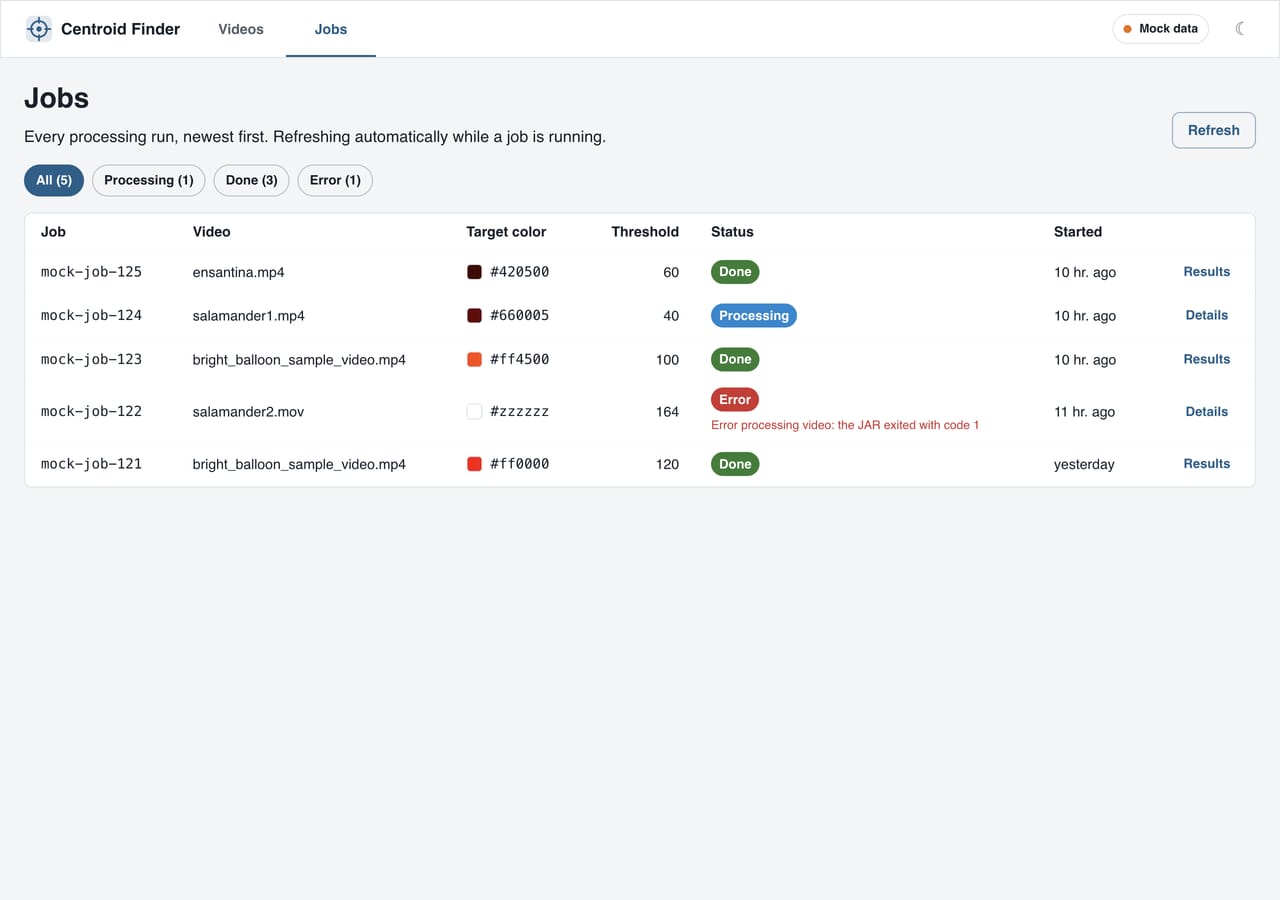 Centroid Finder Videos Jobs Mock data
Jobs
Every processing run, newest first. Refreshing automatically while a job is running.
Refresh
All (5) Processing (1) Done (3) Error (1)
Job Video Target color Threshold Status Started
mock-job-125 ensantina.mp4 #420500 60 Done 10 hr. ago Results
mock-job-124 salamander1.mp4 #660005 40 Processing 10 hr. ago Details
mock-job-123 bright_balloon_sample_video.mp4 #ff4500 100 Done 10 hr. ago Results
mock-job-122 salamander2.mov #zzzzzz 164 Error 11 hr. ago Details
Error processing video: the JAR exited with code 1
mock-job-121 bright_balloon_sample_video.mp4 #ff0000 120 Done yesterday Results